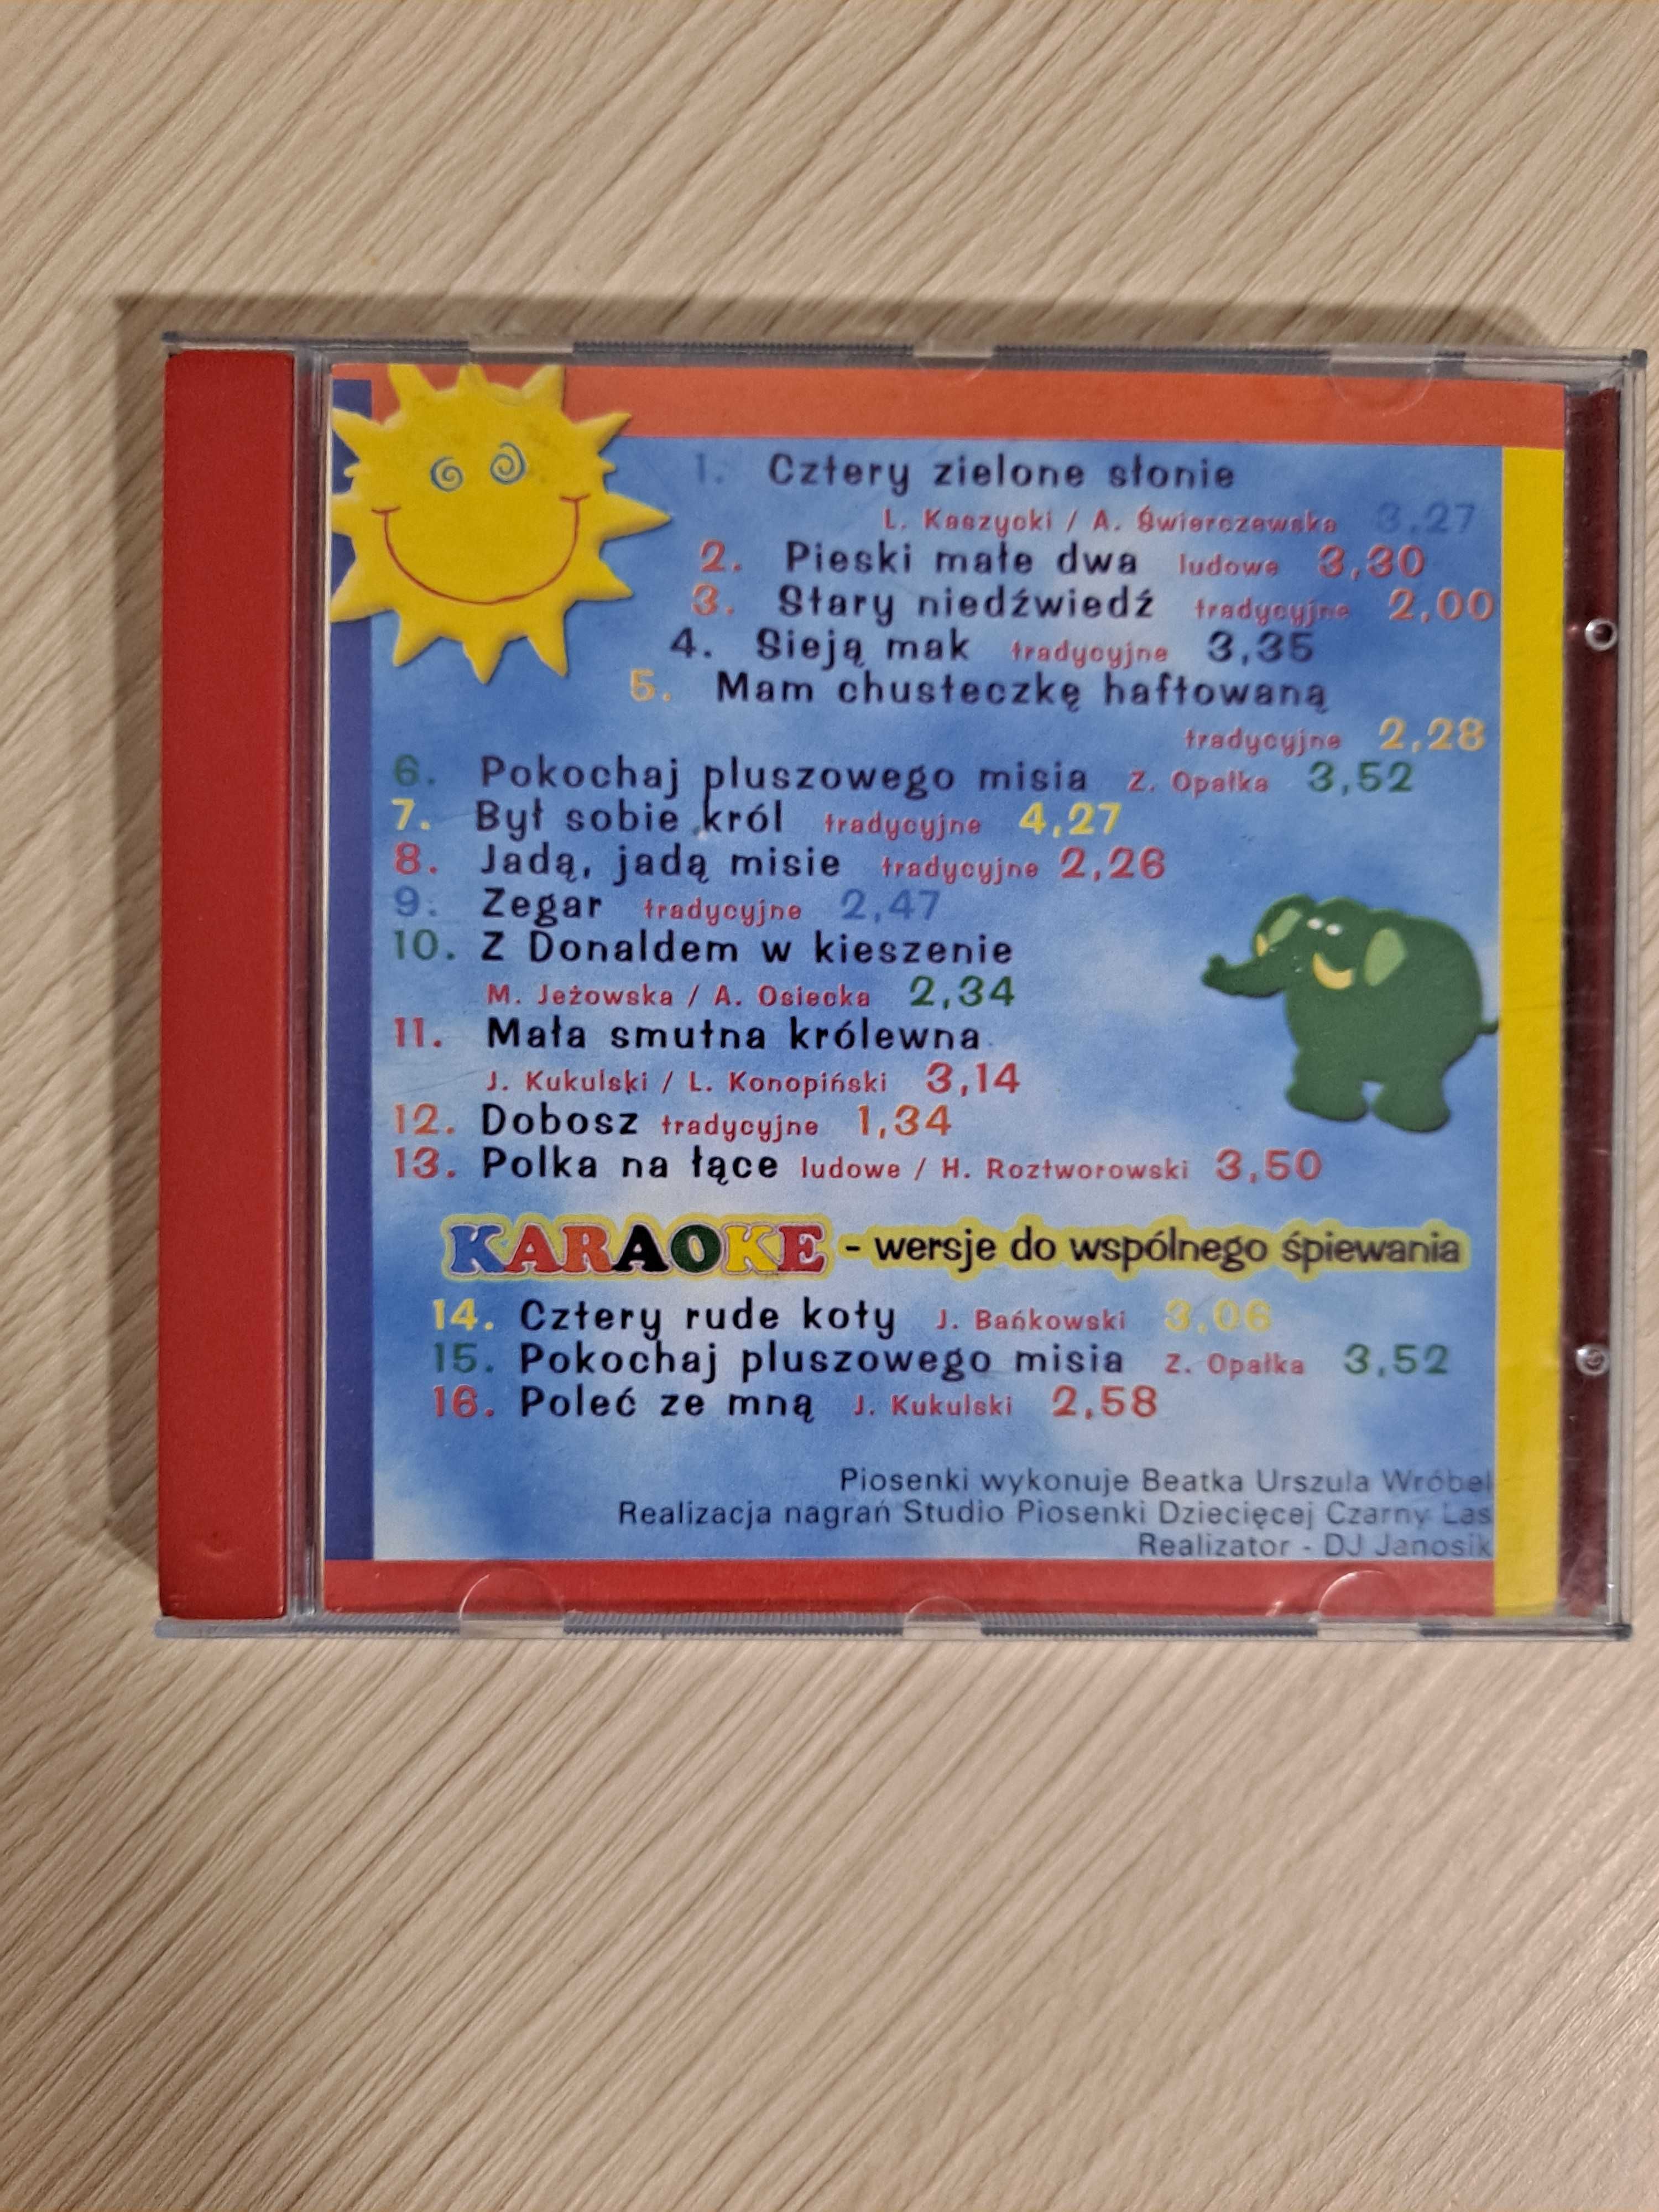 1. Cztery zielone słonie
L. Kaszycki / A. Świerczewska 3,27
2. Pieski małe dwa ludowe 3,30
3. Stary niedźwiedź tradycyjne 2,00
4. Sieją mak tradycyjne 3,35
5. Mam chusteczkę haftowaną
tradycyjne 2,28
6. Pokochaj pluszowego misia Z. Opałka 3,52
7. Był sobie król tradycyjne 4,27
8. Jadą, jadą misie tradycyjne 2,26
9. Zegar tradycyjne 2,47
10. Z Donaldem w kieszenie
M. Jeżowska / A. Osiecka 2,34
11. Mała smutna królewna
J. Kukulski / L. Konopiński 3,14
12. Dobosz tradycyjne 1,34
13. Polka na łące ludowe / H. Roztworowski 3,50
KARAOKE - wersje do wspólnego śpiewania
14. Cztery rude koty J. Bańkowski 3,06
15. Pokochaj pluszowego misia Z. Opałka 3,52
16. Poleć ze mną J. Kukulski 2,58
Piosenki wykonuje Beatka Urszula Wróbel
Realizacja nagrań Studio Piosenki Dziecięcej Czarny Las
Realizator - DJ Janosik